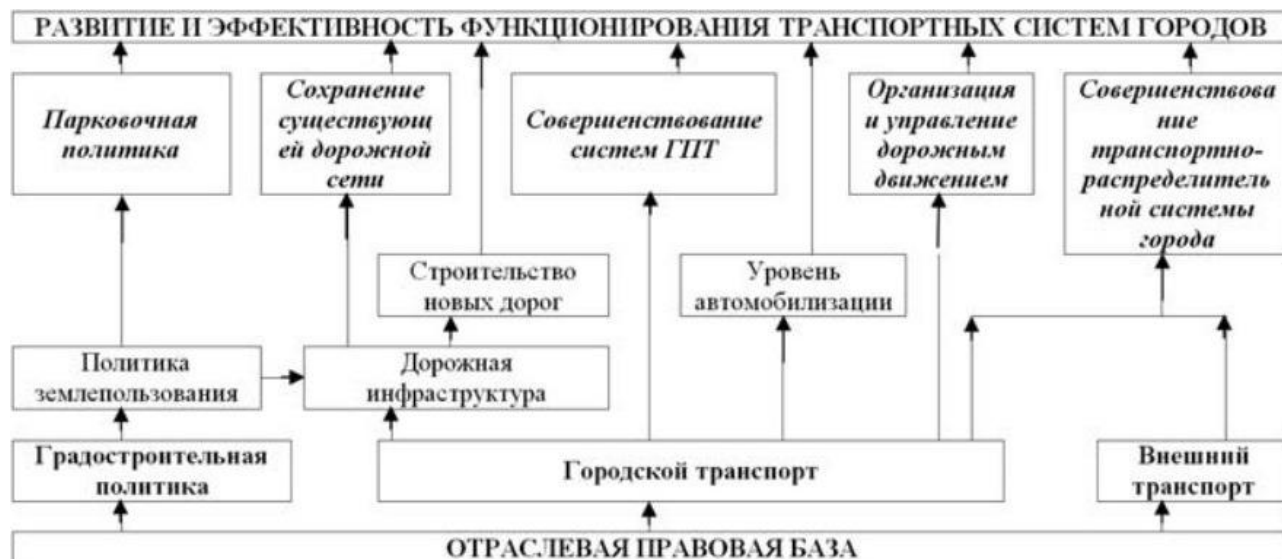 РАЗВИТИЕ И ЭФФЕКТИВНОСТЬ ФУНКЦИОНИРОВАНИЯ ТРАНСПОРТНЫХ СИСТЕМ ГОРОДОВ
Парковочная
политика
Сохранение
существующ
ей дорожной
сети
Совершенствование
систем ГПТ
Организация
и управление
дорожным
движением
Совершенствова
ние
транспортно-
распределитель
ной системы
города
Строительство
новых дорог
Уровень
автомобилизации
Политика
землепользования
Дорожная
инфраструктура
Градостроительная
политика
Городской транспорт
Внешний
транспорт
ОТРАСЛЕВАЯ ПРАВОВАЯ БАЗА